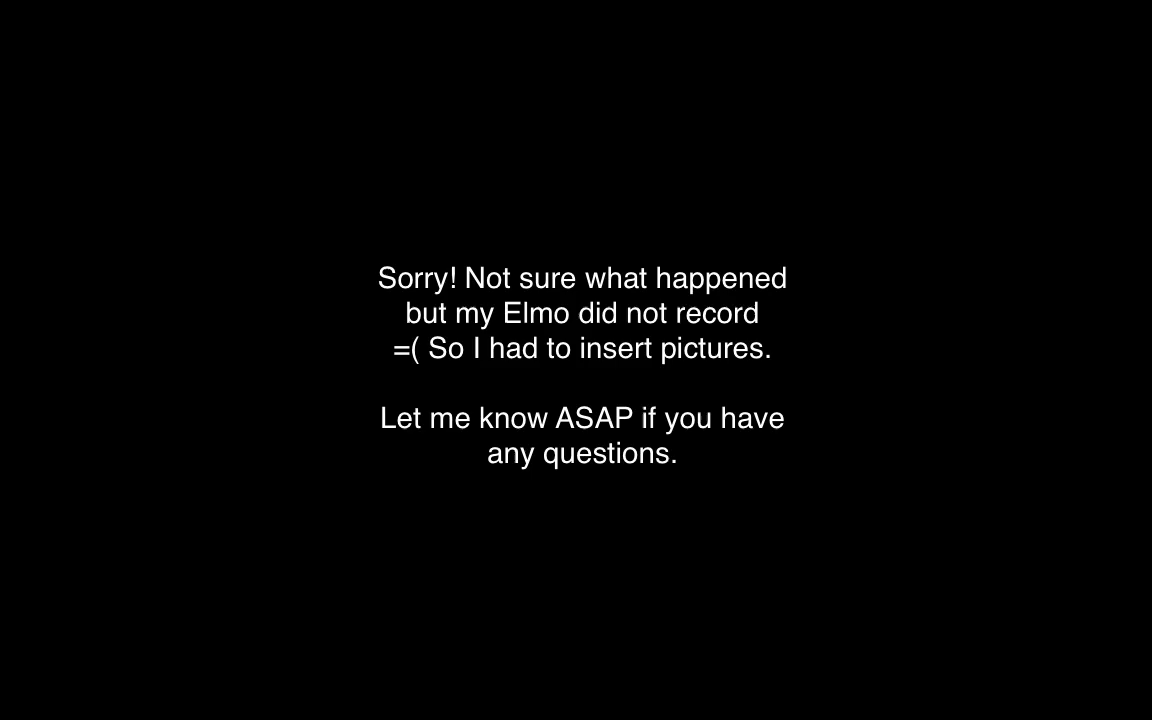 Sorry! Not sure what happened
but my Elmo did not record
=( So I had to insert pictures.
Let me know ASAP if you have
any questions.